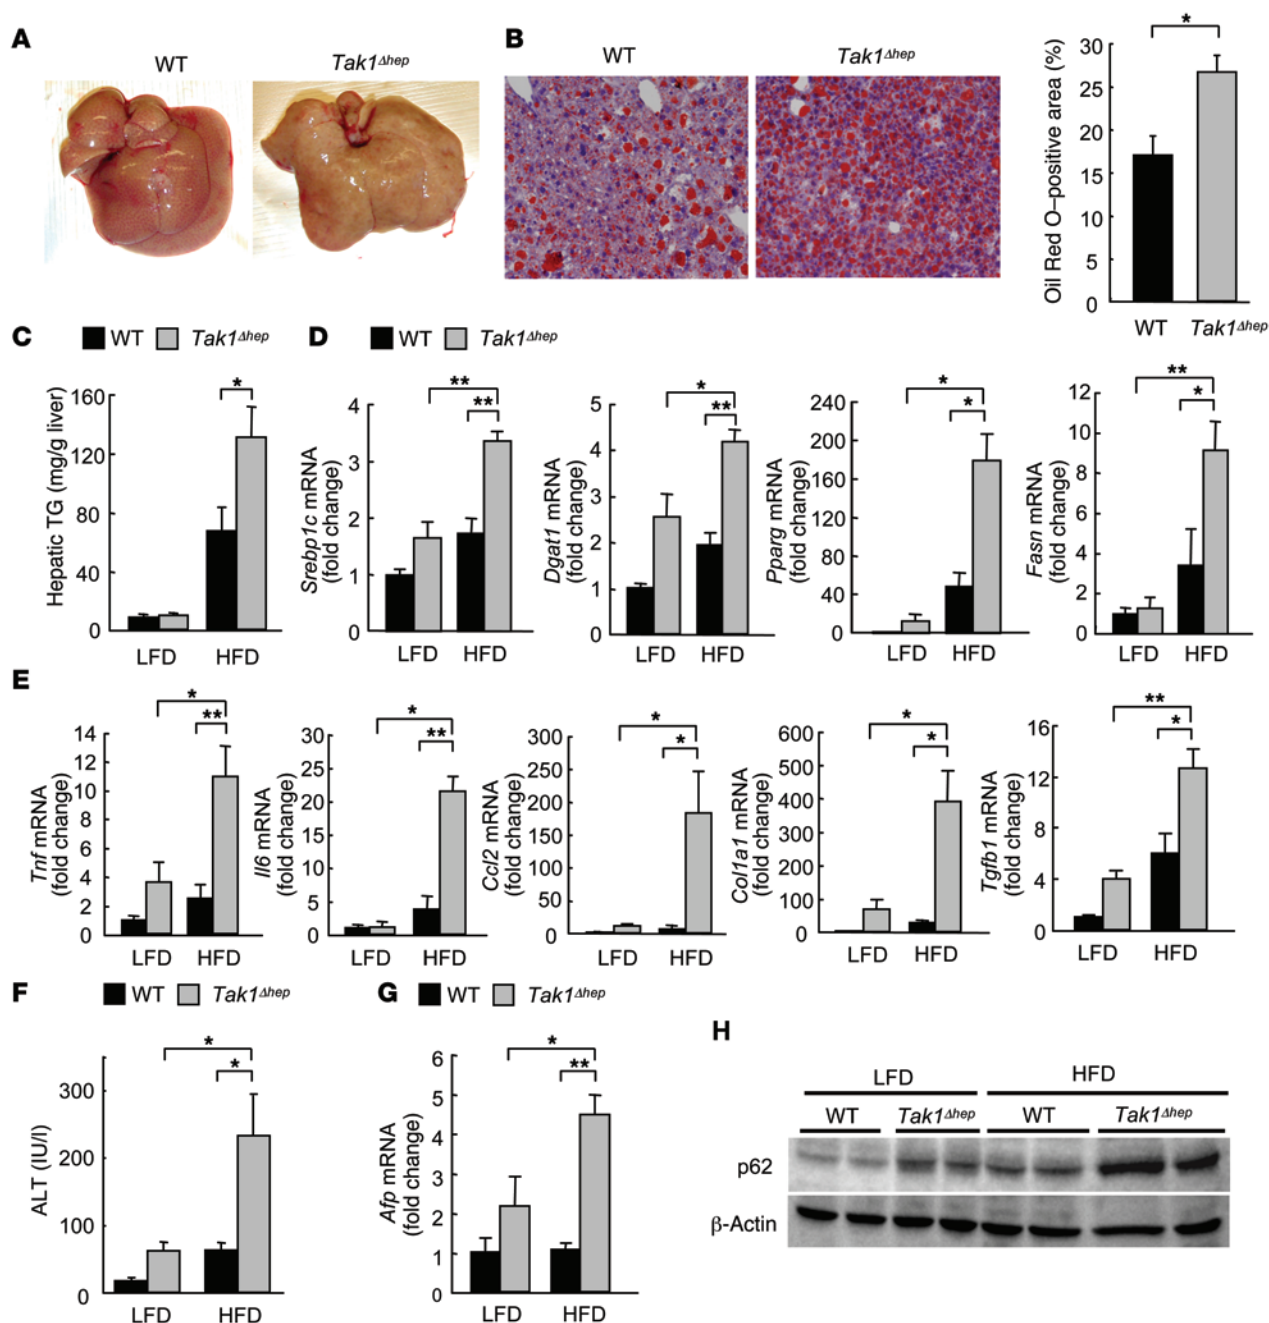 A
WT
Tak1Δhep
B
WT
Tak1Δhep
Oil Red O–positive area (%)
30
25
20
15
10
5
0
*
WT
Tak1Δhep
C
WT
Tak1Δhep
D
WT
Tak1Δhep
Hepatic TG (mg/g liver)
160
120
80
40
0
*
LFD
HFD
Srebp1c mRNA
(fold change)
4
3
2
1
0
**
**
LFD
HFD
Dgat1 mRNA
(fold change)
5
4
3
2
1
0
*
**
LFD
HFD
Pparg mRNA
(fold change)
240
200
160
120
80
40
0
*
*
LFD
HFD
Fasn mRNA
(fold change)
12
10
8
6
4
2
0
**
*
LFD
HFD
E
Tnf mRNA
(fold change)
14
12
10
8
6
4
2
0
*
**
LFD
HFD
Il6 mRNA
(fold change)
30
25
20
15
10
5
0
*
**
LFD
HFD
Ccl2 mRNA
(fold change)
300
250
200
150
100
50
0
*
*
LFD
HFD
Col1a1 mRNA
(fold change)
600
500
400
300
200
100
0
*
*
LFD
HFD
Tgfb1 mRNA
(fold change)
16
12
8
4
0
**
*
LFD
HFD
F
WT
Tak1Δhep
ALT (IU/l)
300
200
100
0
*
*
LFD
HFD
G
WT
Tak1Δhep
Afp mRNA
(fold change)
6
5
4
3
2
1
0
*
**
LFD
HFD
H
LFD
HFD
WT
Tak1Δhep
WT
Tak1Δhep
p62
β-Actin